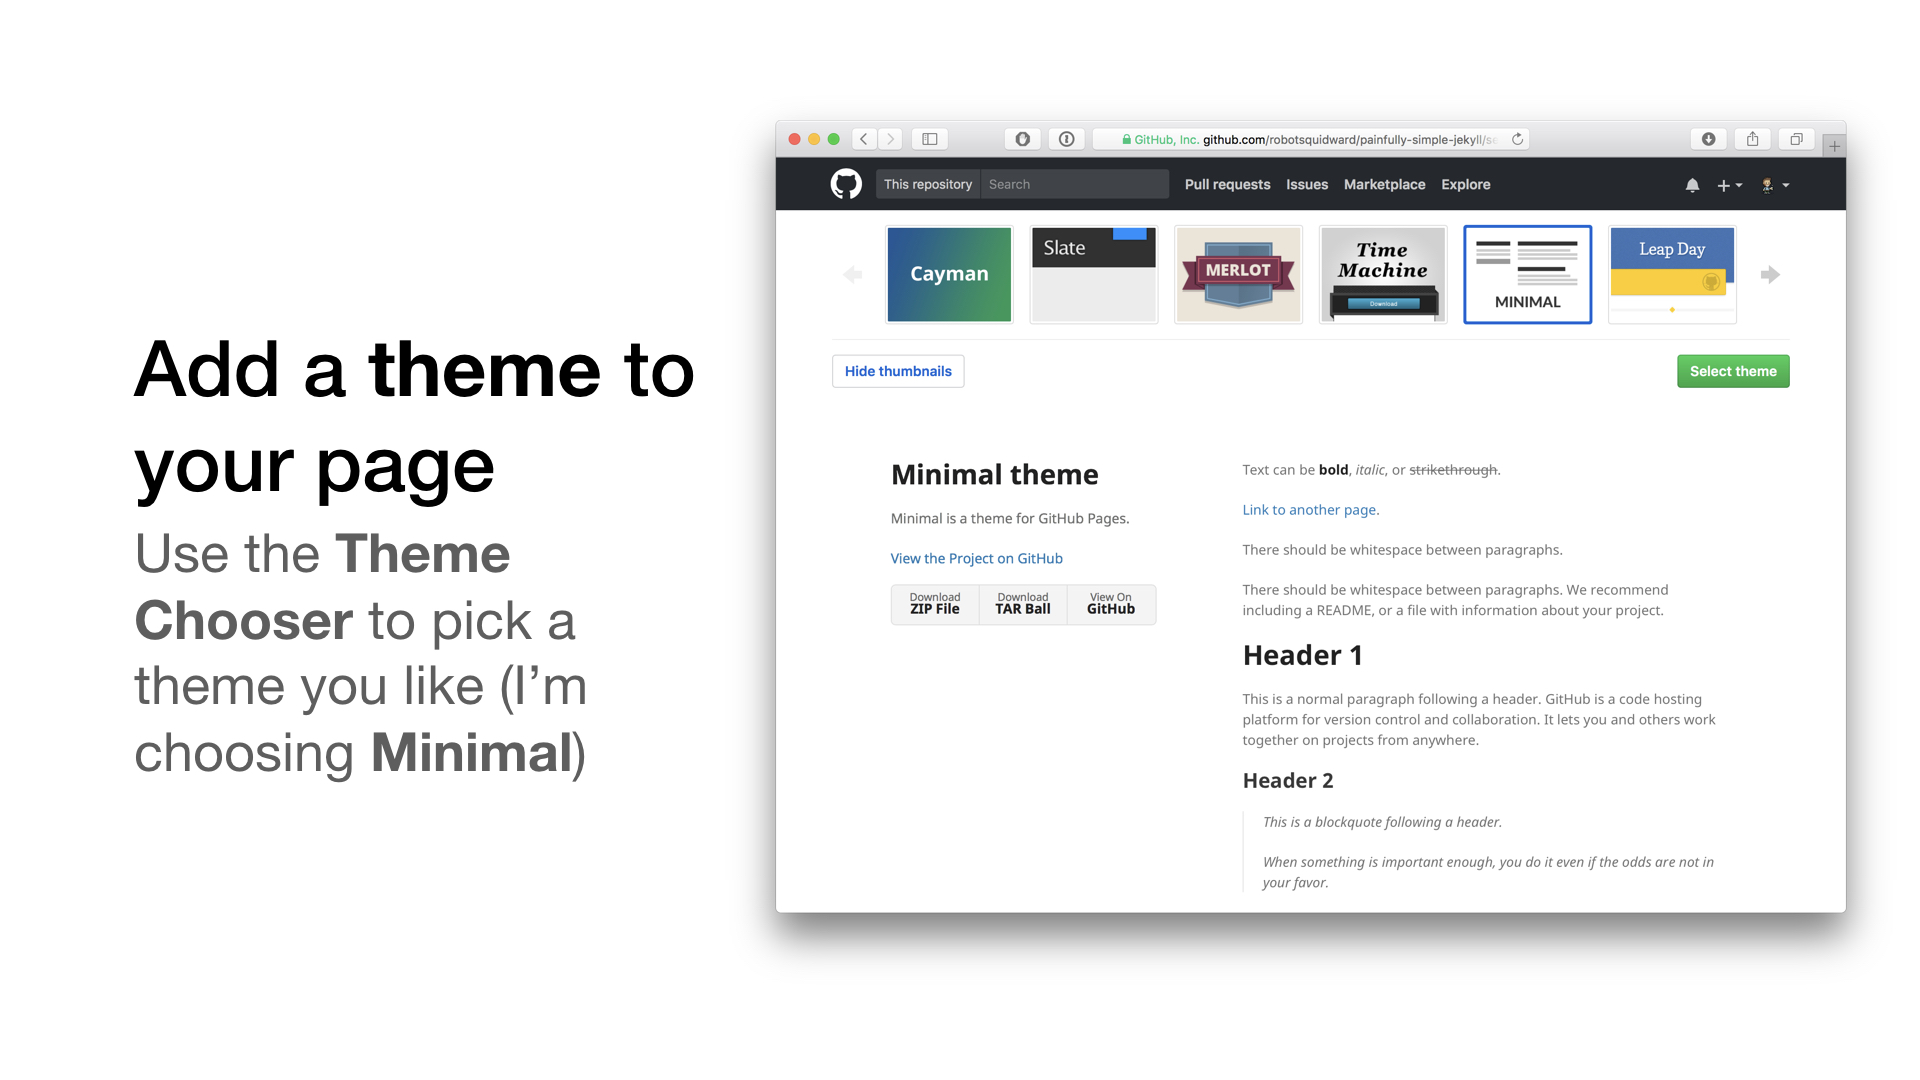 Add a theme to
your page
Use the Theme
Chooser to pick a
theme you like (I’m
choosing Minimal)
GitHub, Inc. github.com/robotsquidward/painfully-simple-jekyll/se
This repository Search Pull requests Issues Marketplace Explore
Cayman
Slate
MERLOT
Time
Machine
Download
MINIMAL
Leap Day
Hide thumbnails
Select theme
Minimal theme
Minimal is a theme for GitHub Pages.
View the Project on GitHub
Download
ZIP File
Download
TAR Ball
View On
GitHub
Text can be bold, italic, or strikethrough.
Link to another page.
There should be whitespace between paragraphs.
There should be whitespace between paragraphs. We recommend
including a README, or a file with information about your project.
Header 1
This is a normal paragraph following a header. GitHub is a code hosting
platform for version control and collaboration. It lets you and others work
together on projects from anywhere.
Header 2
This is a blockquote following a header.
When something is important enough, you do it even if the odds are not in
your favor.